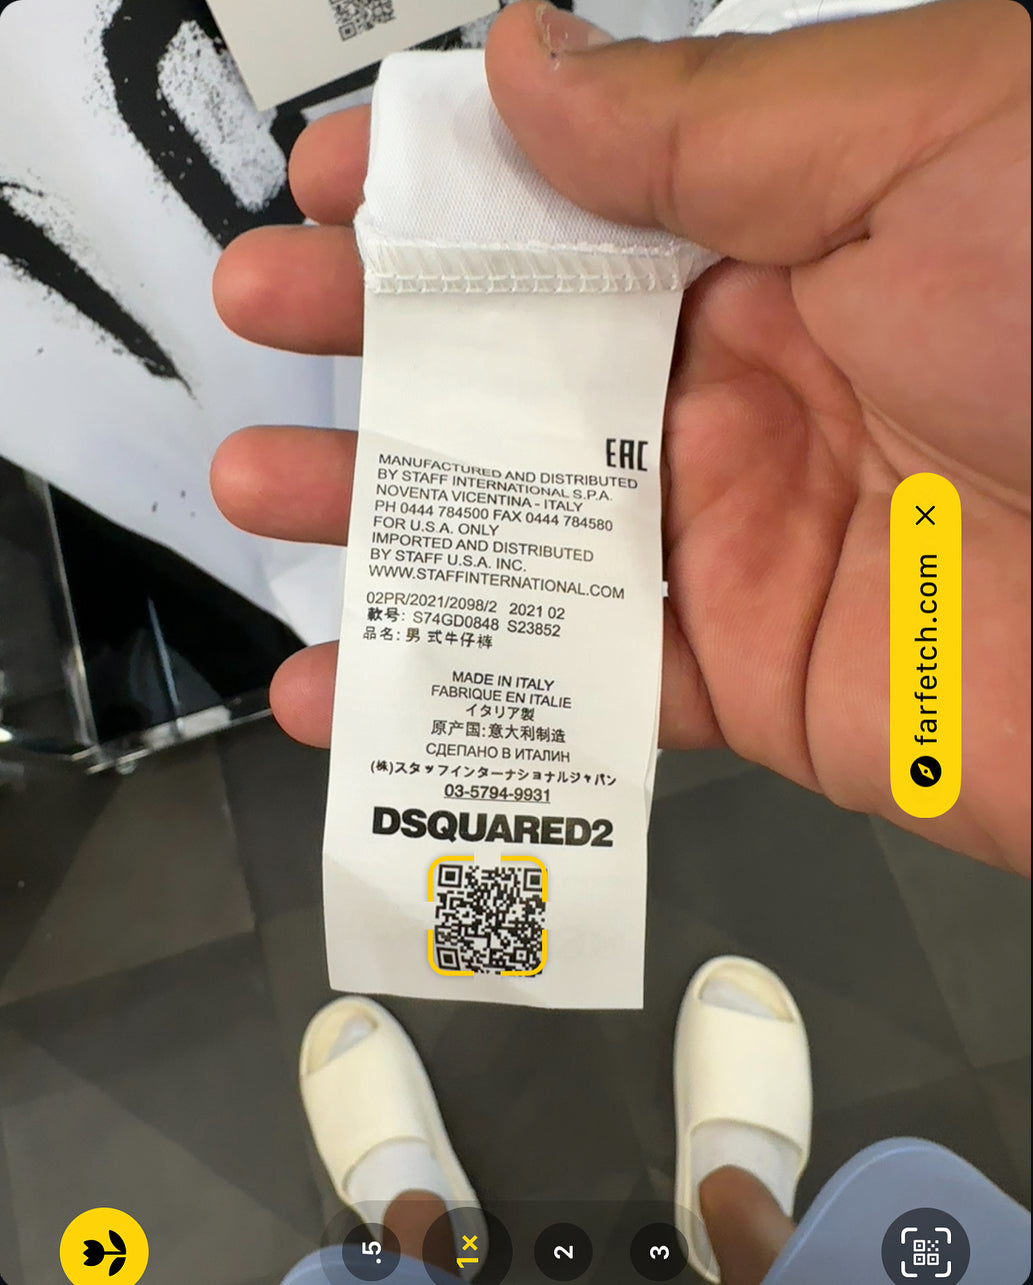 EAC
MANUFACTURED AND DISTRIBUTED
BY STAFF INTERNATIONAL S.P.A.
NOVENTA VICENTINA - ITALY
PH 0444 784500 FAX 0444 784580
FOR U.S.A. ONLY
IMPORTED AND DISTRIBUTED
BY STAFF U.S.A. INC.
WWW.STAFFINTERNATIONAL.COM
02PR/2021/2098/2 2021 02
款号: S74GD0848 S23852
品名: 男式牛仔裤
MADE IN ITALY
FABRIQUE EN ITALIE
イタリア製
原产国:意大利制造
СДЕПАНО В ИТАЛИН
(株)スタッフインターナショナルジャパン
03-5794-9931
DSQUARED2
farfetch.com ×
.5 1× 2 3